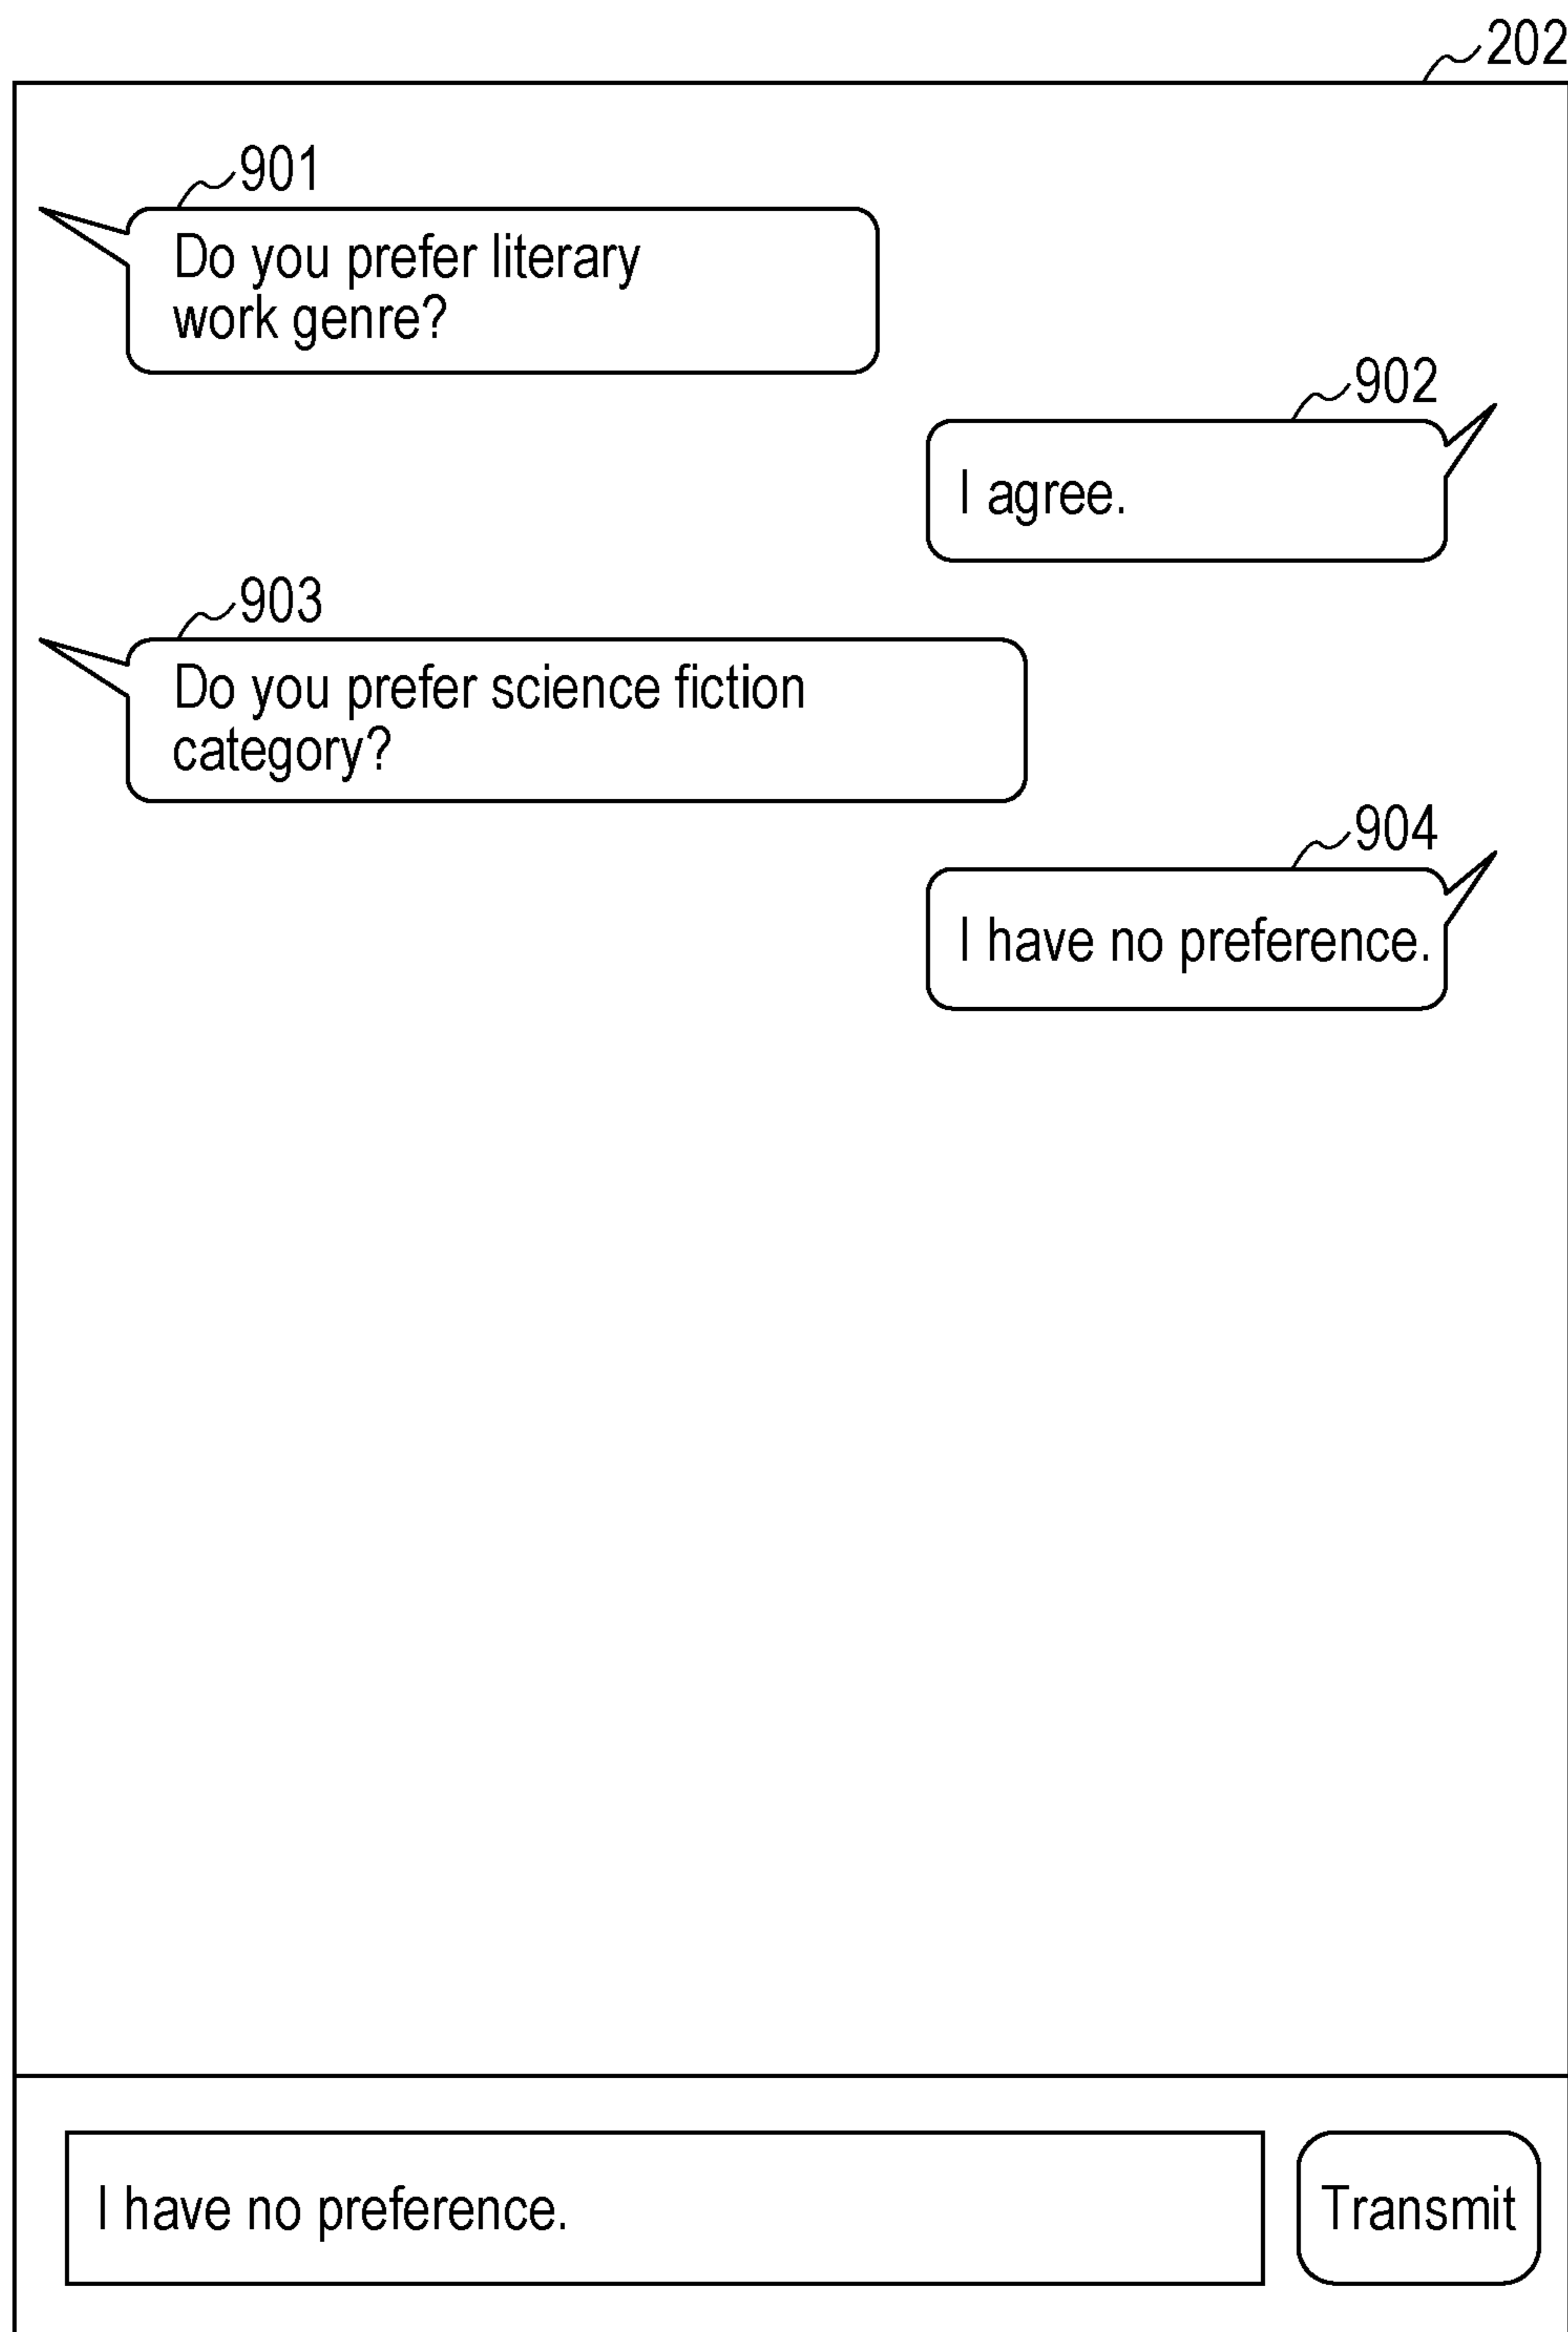 202
901
Do you prefer literary
work genre?
902
I agree.
903
Do you prefer science fiction
category?
904
I have no preference.
I have no preference.
Transmit